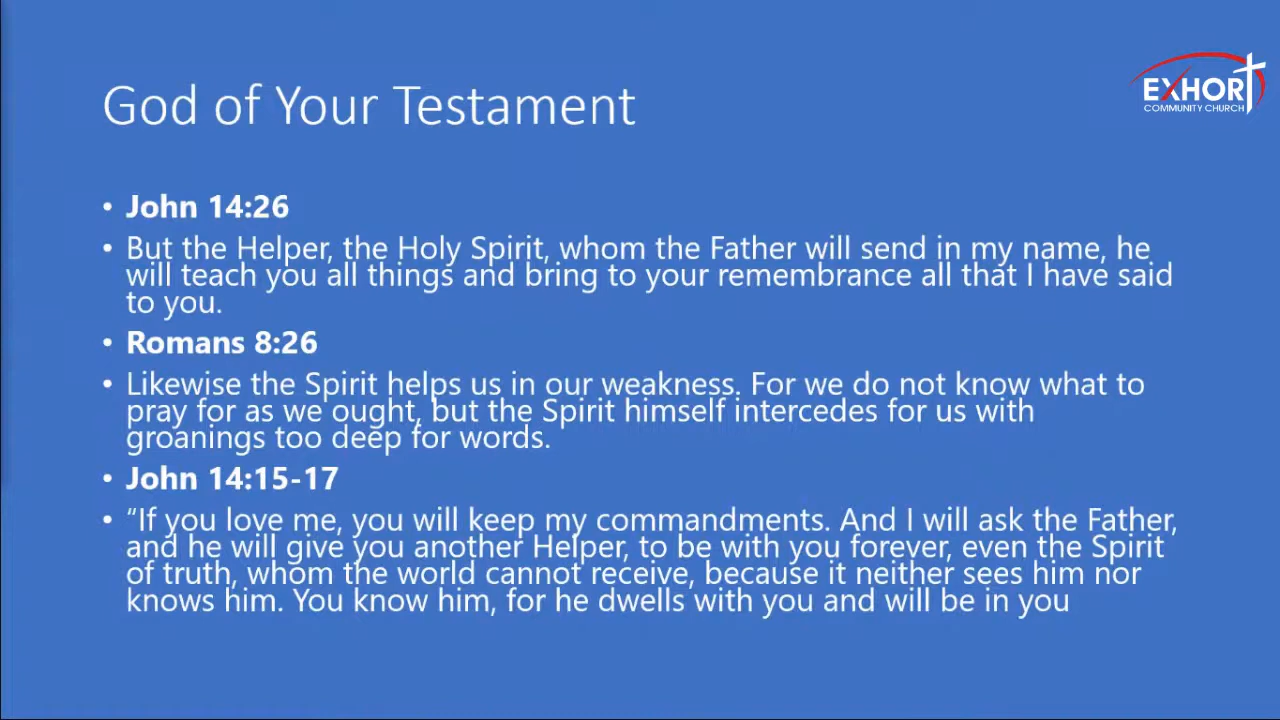 EXHORT
COMMUNITY CHURCH
God of Your Testament
• John 14:26
• But the Helper, the Holy Spirit, whom the Father will send in my name, he
will teach you all things and bring to your remembrance all that I have said
to you.
• Romans 8:26
• Likewise the Spirit helps us in our weakness. For we do not know what to
pray for as we ought, but the Spirit himself intercedes for us with
groanings too deep for words.
• John 14:15-17
• “If you love me, you will keep my commandments. And I will ask the Father,
and he will give you another Helper, to be with you forever, even the Spirit
of truth, whom the world cannot receive, because it neither sees him nor
knows him. You know him, for he dwells with you and will be in you